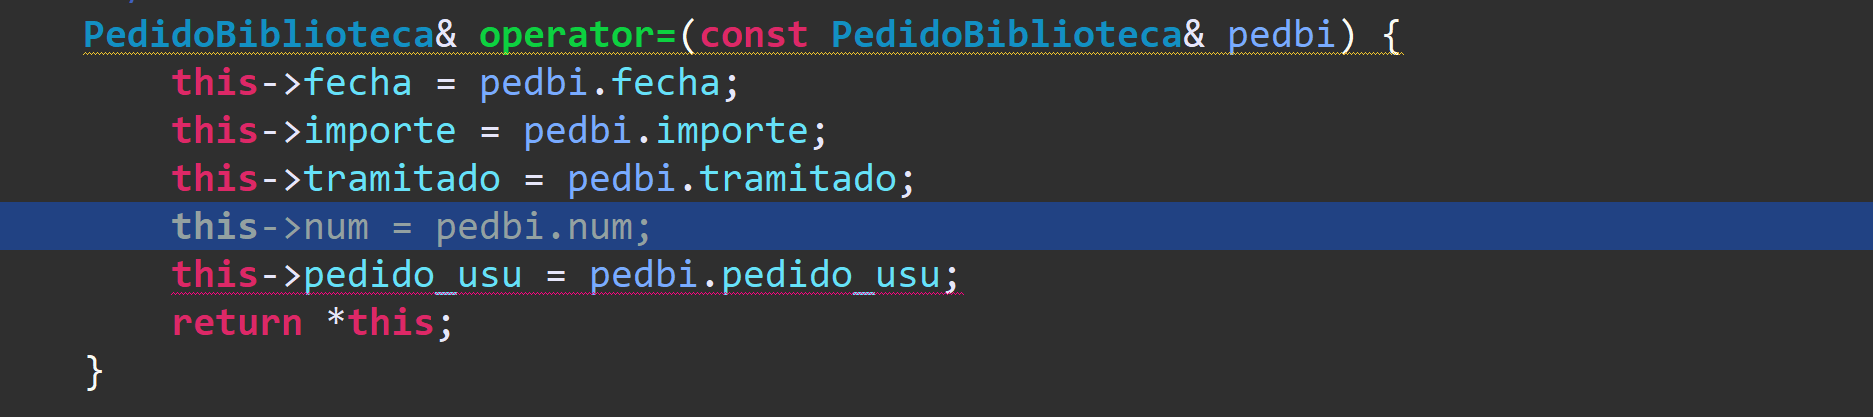 PedidoBiblioteca& operator=(const PedidoBiblioteca& pedbi) {
    this->fecha = pedbi.fecha;
    this->importe = pedbi.importe;
    this->tramitado = pedbi.tramitado;
    this->num = pedbi.num;
    this->pedido_usu = pedbi.pedido_usu;
    return *this;
}